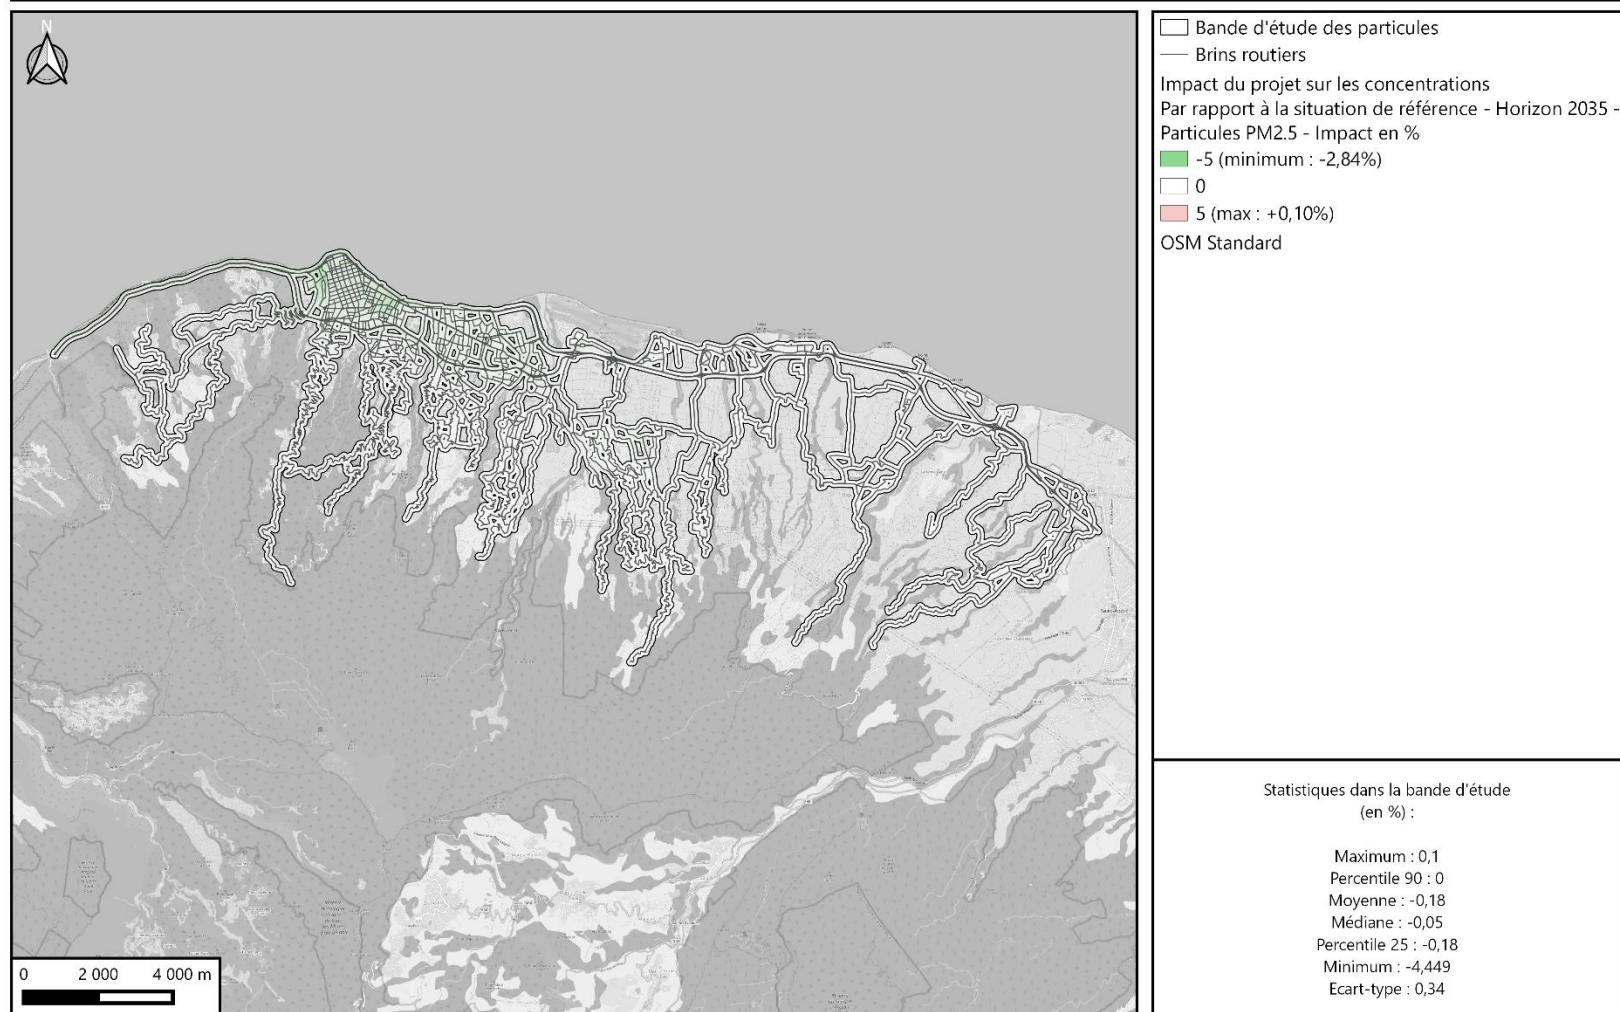 N
Bande d'étude des particules
Brins routiers
Impact du projet sur les concentrations
Par rapport à la situation de référence - Horizon 2035 -
Particules PM2.5 - Impact en %
-5 (minimum : -2,84%)
0
5 (max : +0,10%)
OSM Standard
Statistiques dans la bande d'étude
(en %) :
Maximum : 0,1
Percentile 90 : 0
Moyenne : -0,18
Médiane : -0,05
Percentile 25 : -0,18
Minimum : -4,449
Ecart-type : 0,34
0 2 000 4 000 m